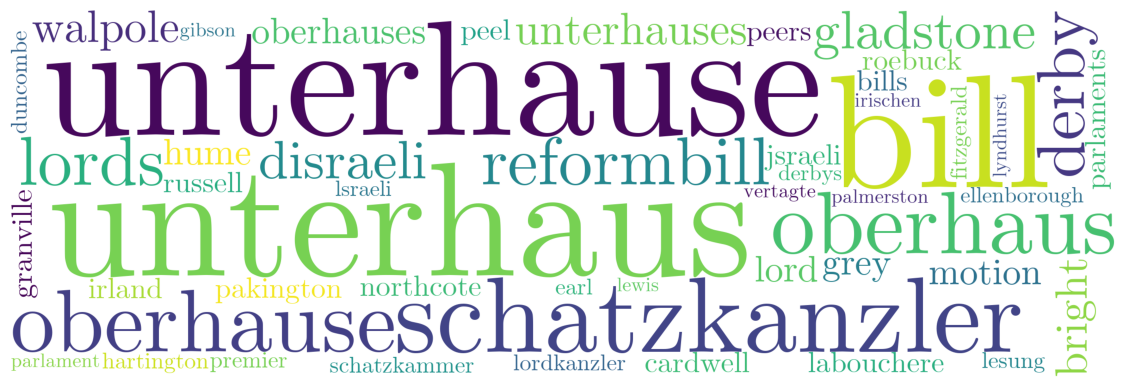 walpole gibson oberhauses peel unterhauses peers gladstone derby
duncombe unterhause roebuck bills irischen bill fitzgerald lyndhurst parlaments
lords hume disraeli reformbill jsraeli
russell lsraeli derbys
granville unterhaus vertagte palmerston ellenborough
oberhaus
irland pakington northcote earl lewis lord grey motion bright
oberhause schatzkanzler
parlament hartington premier schatzkammer lordkanzler cardwell labouchere lesung